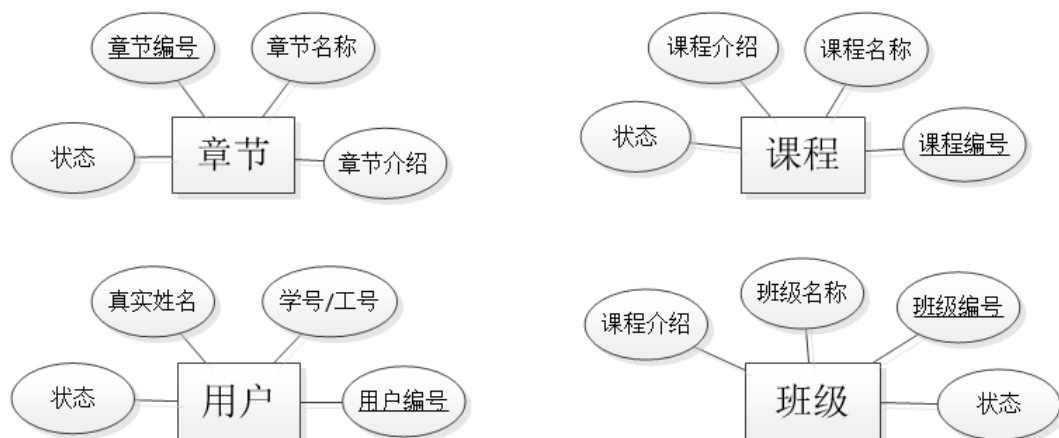 章节编号
章节名称
状态
章节
章节介绍
课程介绍
课程名称
状态
课程
课程编号
真实姓名
学号/工号
状态
用户
用户编号
课程介绍
班级名称
班级编号
班级
状态